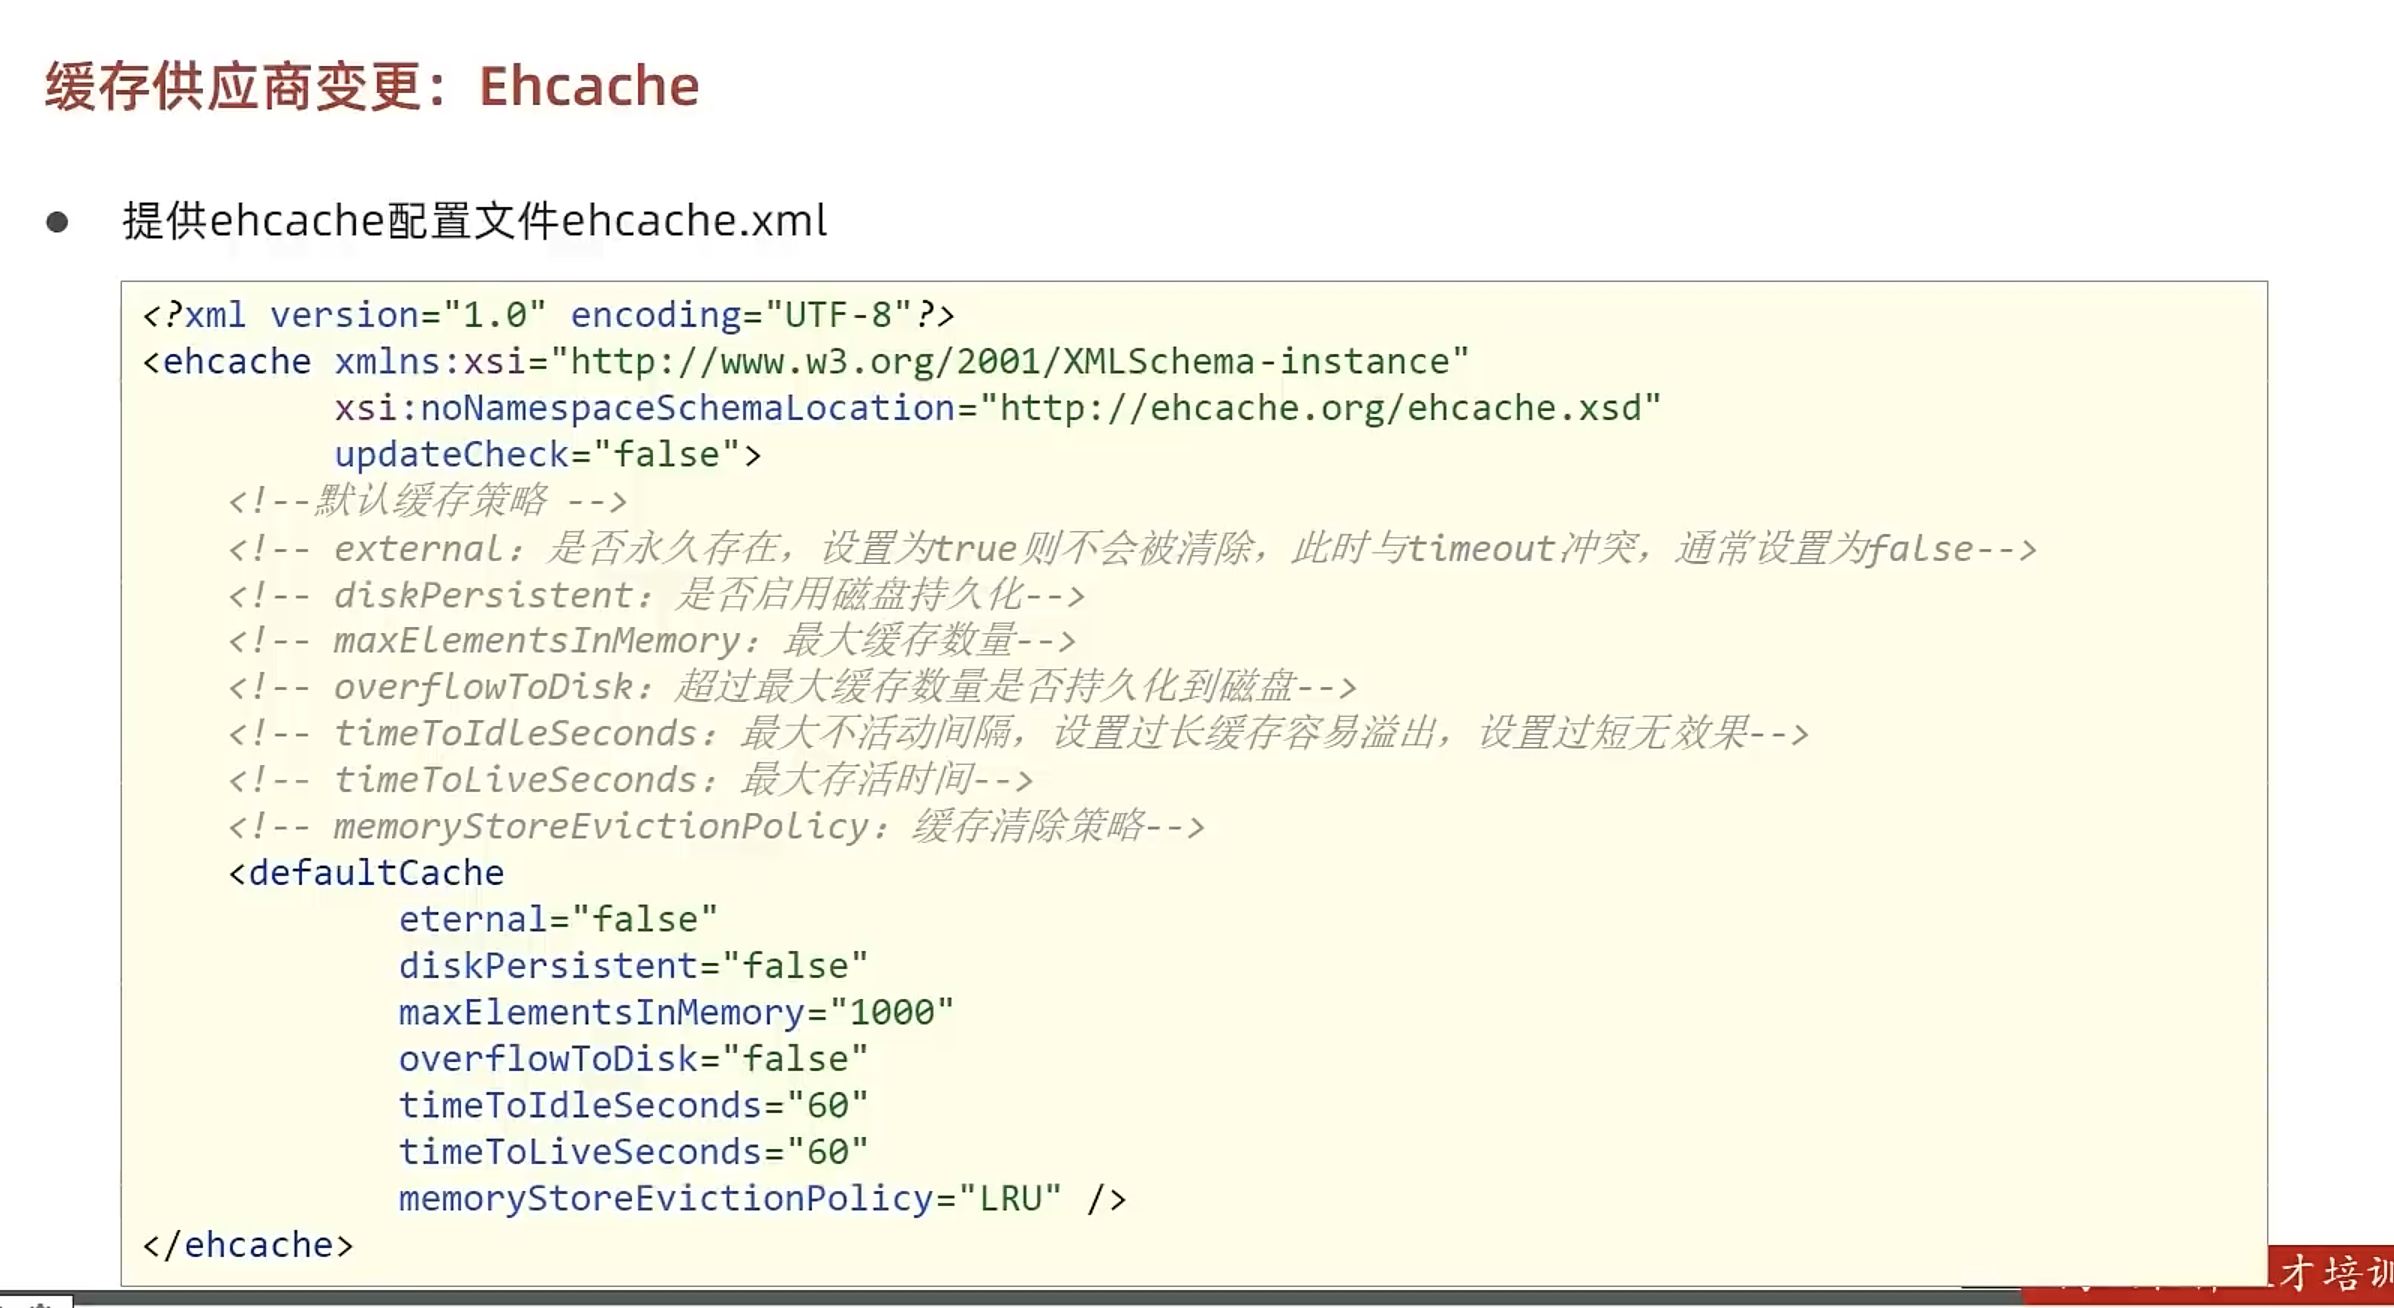 缓存供应商变更：Ehcache
● 提供ehcache配置文件ehcache.xml
<?xml version="1.0" encoding="UTF-8"?>
<ehcache xmlns:xsi="http://www.w3.org/2001/XMLSchema-instance"
xsi:noNamespaceSchemaLocation="http://ehcache.org/ehcache.xsd"
updateCheck="false">
<!--默认缓存策略 -->
<!-- external：是否永久存在，设置为true则不会被清除，此时与timeout冲突，通常设置为false-->
<!-- diskPersistent：是否启用磁盘持久化-->
<!-- maxElementsInMemory：最大缓存数量-->
<!-- overflowToDisk：超过最大缓存数量是否持久化到磁盘-->
<!-- timeToIdleSeconds：最大不活动间隔，设置过长缓存容易溢出，设置过短无效果-->
<!-- timeToLiveSeconds：最大存活时间-->
<!-- memoryStoreEvictionPolicy：缓存清除策略-->
<defaultCache
eternal="false"
diskPersistent="false"
maxElementsInMemory="1000"
overflowToDisk="false"
timeToIdleSeconds="60"
timeToLiveSeconds="60"
memoryStoreEvictionPolicy="LRU" />
</ehcache>
才培训